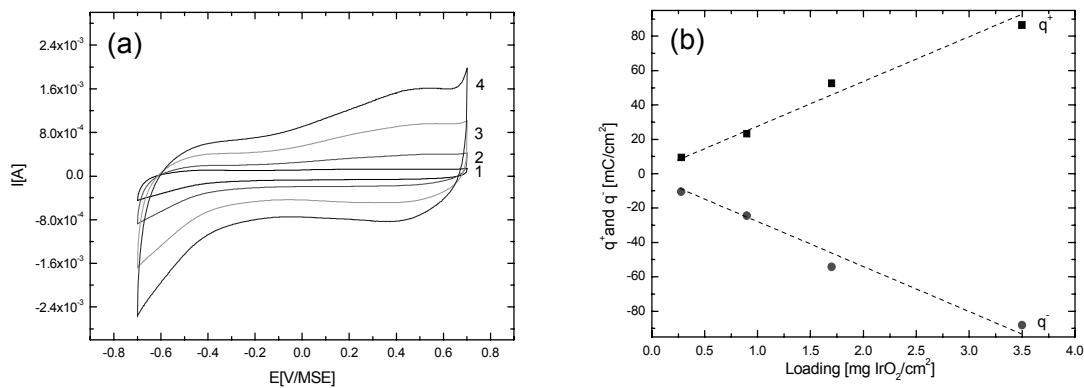 (a)
2.4x10⁻³
1.6x10⁻³
8.0x10⁻⁴
0.0
-8.0x10⁻⁴
-1.6x10⁻³
-2.4x10⁻³
I[A]
4
3
2
1
-0.8 -0.6 -0.4 -0.2 0.0 0.2 0.4 0.6 0.8
E[V/MSE]
(b)
80
60
40
20
0
-20
-40
-60
-80
q⁺and q⁻ [mC/cm²]
q⁺
q⁻
0.0 0.5 1.0 1.5 2.0 2.5 3.0 3.5 4.0
Loading [mg IrO₂/cm²]